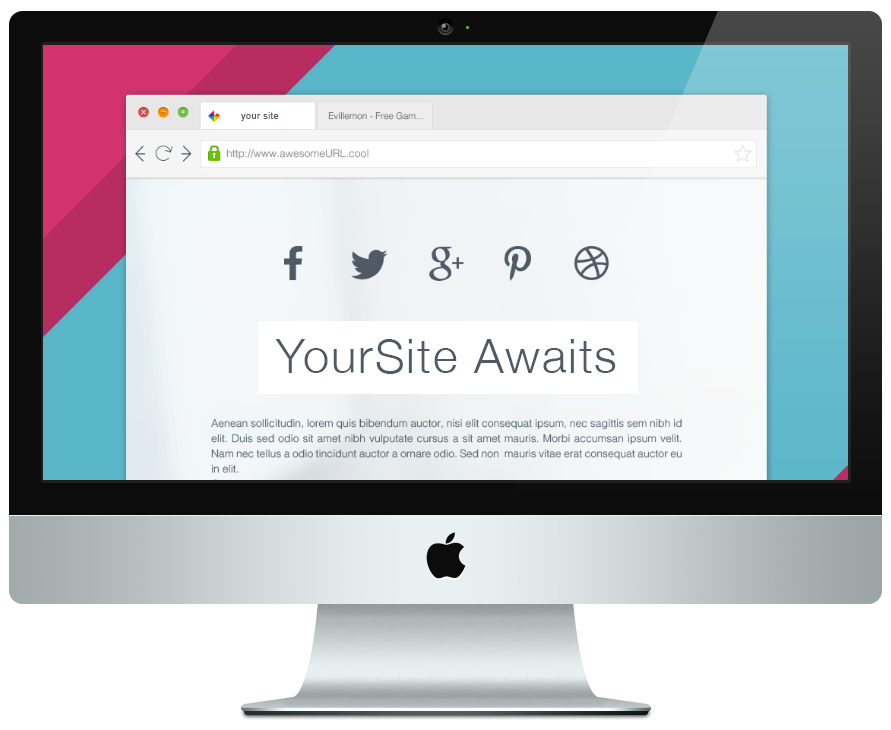 your site
Evillemon - Free Gam...
http://www.awesomeURL.cool
YourSite Awaits
Aenean sollicitudin, lorem quis bibendum auctor, nisi elit consequat ipsum, nec sagittis sem nibh id
elit. Duis sed odio sit amet nibh vulputate cursus a sit amet mauris. Morbi accumsan ipsum velit.
Nam nec tellus a odio tincidunt auctor a ornare odio. Sed non mauris vitae erat consequat auctor eu
in elit.